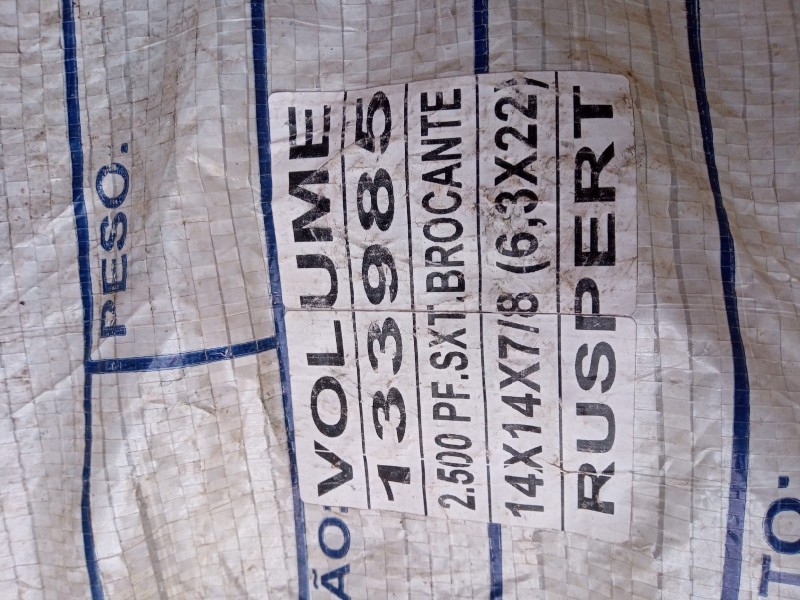 PESO.
VOLUME
133985
2.500 PF.SXT.BROCANTE
14X14X7/8 (6,3X22)
RUSPERT
ÃO:
TO: